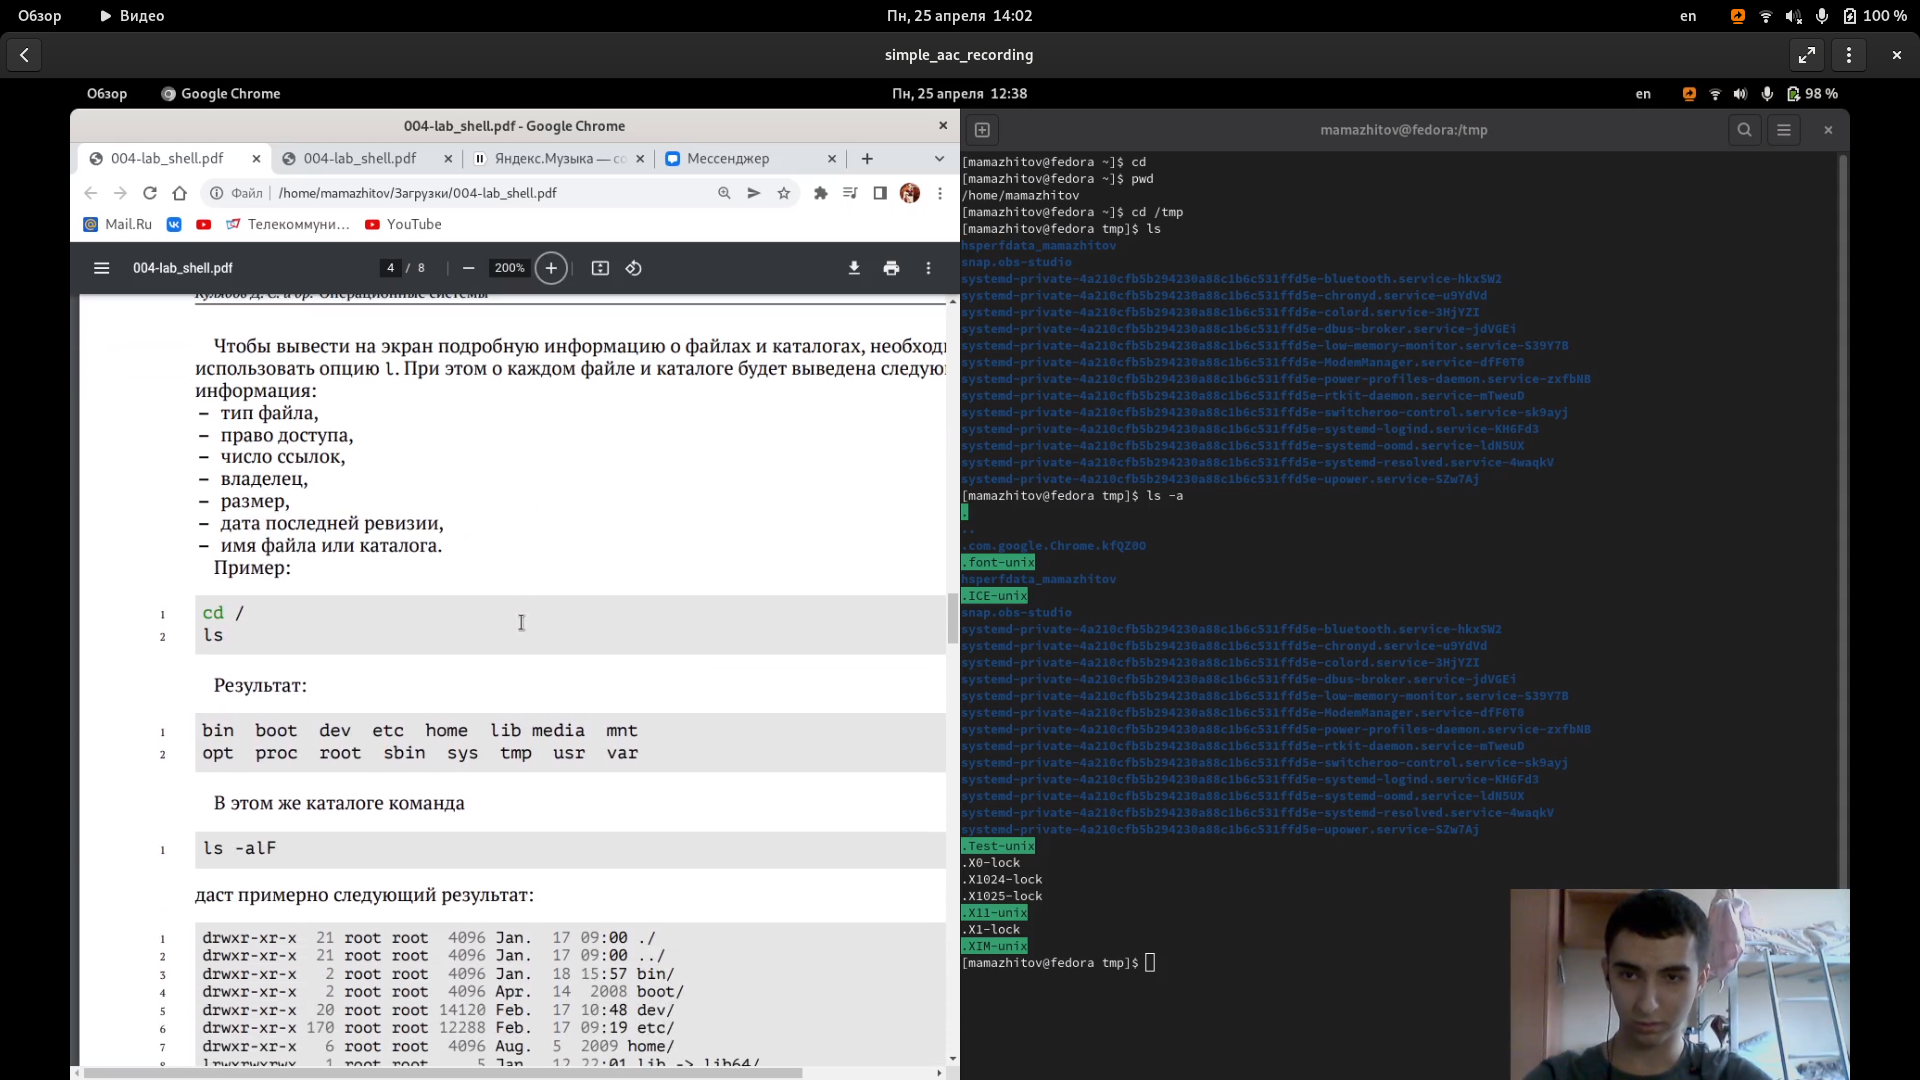 Обзор
Видео
Пн, 25 апреля 14:02
en
100 %
simple_aac_recording
Обзор
Google Chrome
Пн, 25 апреля 12:38
en
98 %
004-lab_shell.pdf - Google Chrome
004-lab_shell.pdf
004-lab_shell.pdf
Яндекс.Музыка — со
Мессенджер
Файл
/home/mamazhitov/Загрузки/004-lab_shell.pdf
Mail.Ru
Телекоммуни…
YouTube
004-lab_shell.pdf
4 / 8
200%
Кулябов Д. С. и др. Операционные системы
Чтобы вывести на экран подробную информацию о файлах и каталогах, необходи
использовать опцию l. При этом о каждом файле и каталоге будет выведена следую
информация:
– тип файла,
– право доступа,
– число ссылок,
– владелец,
– размер,
– дата последней ревизии,
– имя файла или каталога.
Пример:
1 cd /
2 ls
Результат:
1 bin boot dev etc home lib media mnt
2 opt proc root sbin sys tmp usr var
В этом же каталоге команда
1 ls -alF
даст примерно следующий результат:
1 drwxr-xr-x 21 root root 4096 Jan. 17 09:00 ./
2 drwxr-xr-x 21 root root 4096 Jan. 17 09:00 ../
3 drwxr-xr-x 2 root root 4096 Jan. 18 15:57 bin/
4 drwxr-xr-x 2 root root 4096 Apr. 14 2008 boot/
5 drwxr-xr-x 20 root root 14120 Feb. 17 10:48 dev/
6 drwxr-xr-x 170 root root 12288 Feb. 17 09:19 etc/
7 drwxr-xr-x 6 root root 4096 Aug. 5 2009 home/
8 lrwxrwxrwx 1 root root 5 Jan. 12 22:01 lib -> lib64/
mamazhitov@fedora:/tmp
[mamazhitov@fedora ~]$ cd
[mamazhitov@fedora ~]$ pwd
/home/mamazhitov
[mamazhitov@fedora ~]$ cd /tmp
[mamazhitov@fedora tmp]$ ls
hsperfdata_mamazhitov
snap.obs-studio
systemd-private-4a210cfb5b294230a88c1b6c531ffd5e-bluetooth.service-hkxSW2
systemd-private-4a210cfb5b294230a88c1b6c531ffd5e-chronyd.service-u9YdVd
systemd-private-4a210cfb5b294230a88c1b6c531ffd5e-colord.service-3HjYZI
systemd-private-4a210cfb5b294230a88c1b6c531ffd5e-dbus-broker.service-jdVGEi
systemd-private-4a210cfb5b294230a88c1b6c531ffd5e-low-memory-monitor.service-S39Y7B
systemd-private-4a210cfb5b294230a88c1b6c531ffd5e-ModemManager.service-dfF0T0
systemd-private-4a210cfb5b294230a88c1b6c531ffd5e-power-profiles-daemon.service-zxfbNB
systemd-private-4a210cfb5b294230a88c1b6c531ffd5e-rtkit-daemon.service-mTweuD
systemd-private-4a210cfb5b294230a88c1b6c531ffd5e-switcheroo-control.service-sk9ayj
systemd-private-4a210cfb5b294230a88c1b6c531ffd5e-systemd-logind.service-KH6Fd3
systemd-private-4a210cfb5b294230a88c1b6c531ffd5e-systemd-oomd.service-ldN5UX
systemd-private-4a210cfb5b294230a88c1b6c531ffd5e-systemd-resolved.service-4waqkV
systemd-private-4a210cfb5b294230a88c1b6c531ffd5e-upower.service-SZw7Aj
[mamazhitov@fedora tmp]$ ls -a
.
..
.com.google.Chrome.kfQZ0O
.font-unix
hsperfdata_mamazhitov
.ICE-unix
snap.obs-studio
systemd-private-4a210cfb5b294230a88c1b6c531ffd5e-bluetooth.service-hkxSW2
systemd-private-4a210cfb5b294230a88c1b6c531ffd5e-chronyd.service-u9YdVd
systemd-private-4a210cfb5b294230a88c1b6c531ffd5e-colord.service-3HjYZI
systemd-private-4a210cfb5b294230a88c1b6c531ffd5e-dbus-broker.service-jdVGEi
systemd-private-4a210cfb5b294230a88c1b6c531ffd5e-low-memory-monitor.service-S39Y7B
systemd-private-4a210cfb5b294230a88c1b6c531ffd5e-ModemManager.service-dfF0T0
systemd-private-4a210cfb5b294230a88c1b6c531ffd5e-power-profiles-daemon.service-zxfbNB
systemd-private-4a210cfb5b294230a88c1b6c531ffd5e-rtkit-daemon.service-mTweuD
systemd-private-4a210cfb5b294230a88c1b6c531ffd5e-switcheroo-control.service-sk9ayj
systemd-private-4a210cfb5b294230a88c1b6c531ffd5e-systemd-logind.service-KH6Fd3
systemd-private-4a210cfb5b294230a88c1b6c531ffd5e-systemd-oomd.service-ldN5UX
systemd-private-4a210cfb5b294230a88c1b6c531ffd5e-systemd-resolved.service-4waqkV
systemd-private-4a210cfb5b294230a88c1b6c531ffd5e-upower.service-SZw7Aj
.Test-unix
.X0-lock
.X1024-lock
.X1025-lock
.X11-unix
.X1-lock
.XIM-unix
[mamazhitov@fedora tmp]$